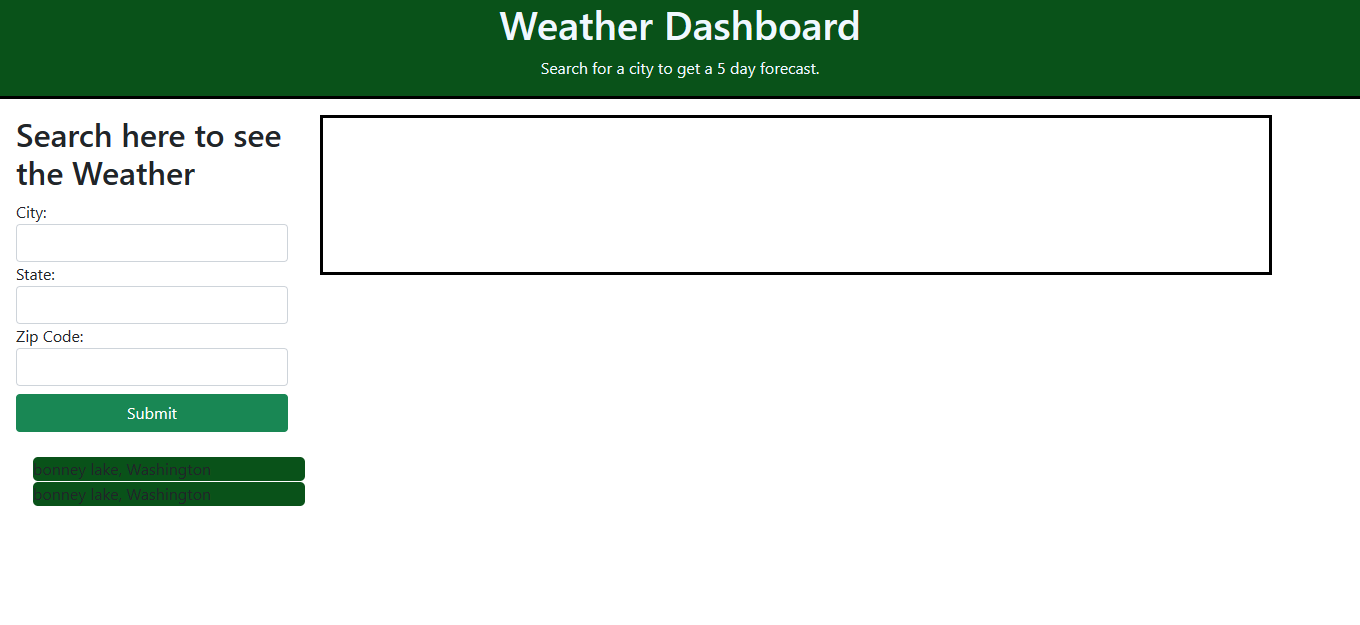 Weather Dashboard
Search for a city to get a 5 day forecast.
Search here to see
the Weather
City:
State:
Zip Code:
Submit
bonney lake, Washington
bonney lake, Washington